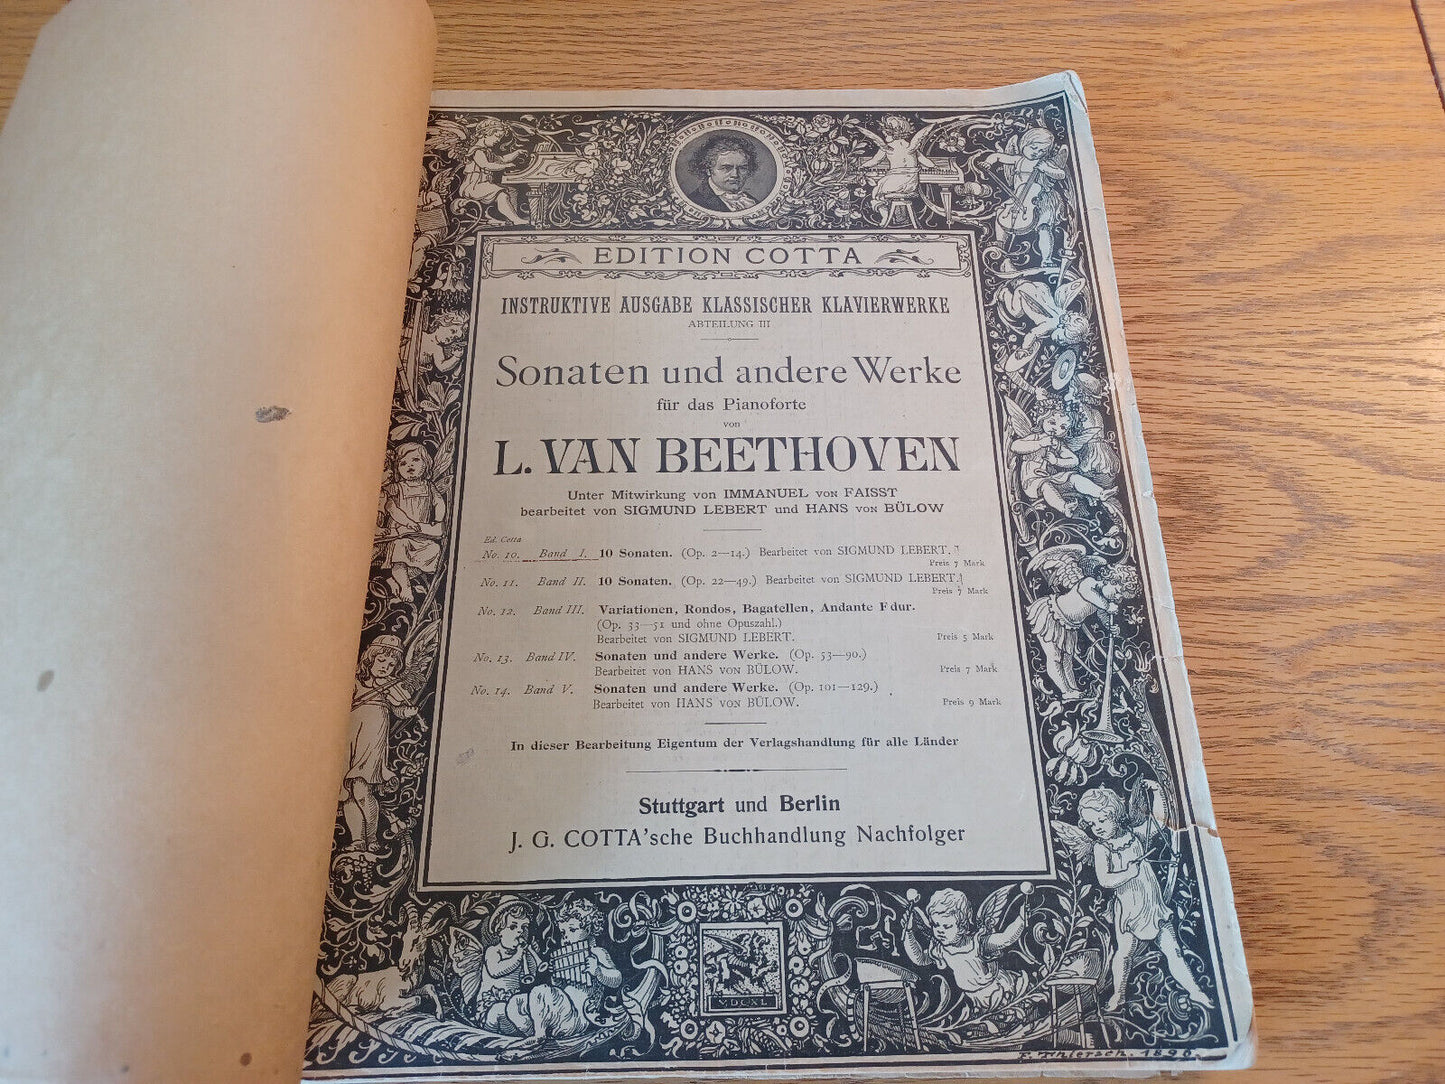 EDITION COTTA
INSTRUKTIVE AUSGABE KLASSISCHER KLAVIERWERKE
ABTEILUNG III
Sonaten und andere Werke
für das Pianoforte
von
L. VAN BEETHOVEN
Unter Mitwirkung von IMMANUEL VON FAISST
bearbeitet von SIGMUND LEBERT und HANS VON BÜLOW
Ed. Cotta
No. 10. Band I. 10 Sonaten. (Op. 2—14.) Bearbeitet von SIGMUND LEBERT.
Preis 7 Mark
No. 11. Band II. 10 Sonaten. (Op. 22—49.) Bearbeitet von SIGMUND LEBERT.
Preis 7 Mark
No. 12. Band III. Variationen, Rondos, Bagatellen, Andante F dur.
(Op. 33—51 und ohne Opuszahl.)
Bearbeitet von SIGMUND LEBERT. Preis 5 Mark
No. 13. Band IV. Sonaten und andere Werke. (Op. 53—90.)
Bearbeitet von HANS VON BÜLOW. Preis 7 Mark
No. 14. Band V. Sonaten und andere Werke. (Op. 101—129.)
Bearbeitet von HANS VON BÜLOW. Preis 9 Mark
In dieser Bearbeitung Eigentum der Verlagshandlung für alle Länder
Stuttgart und Berlin
J. G. COTTA'sche Buchhandlung Nachfolger
MDCXL